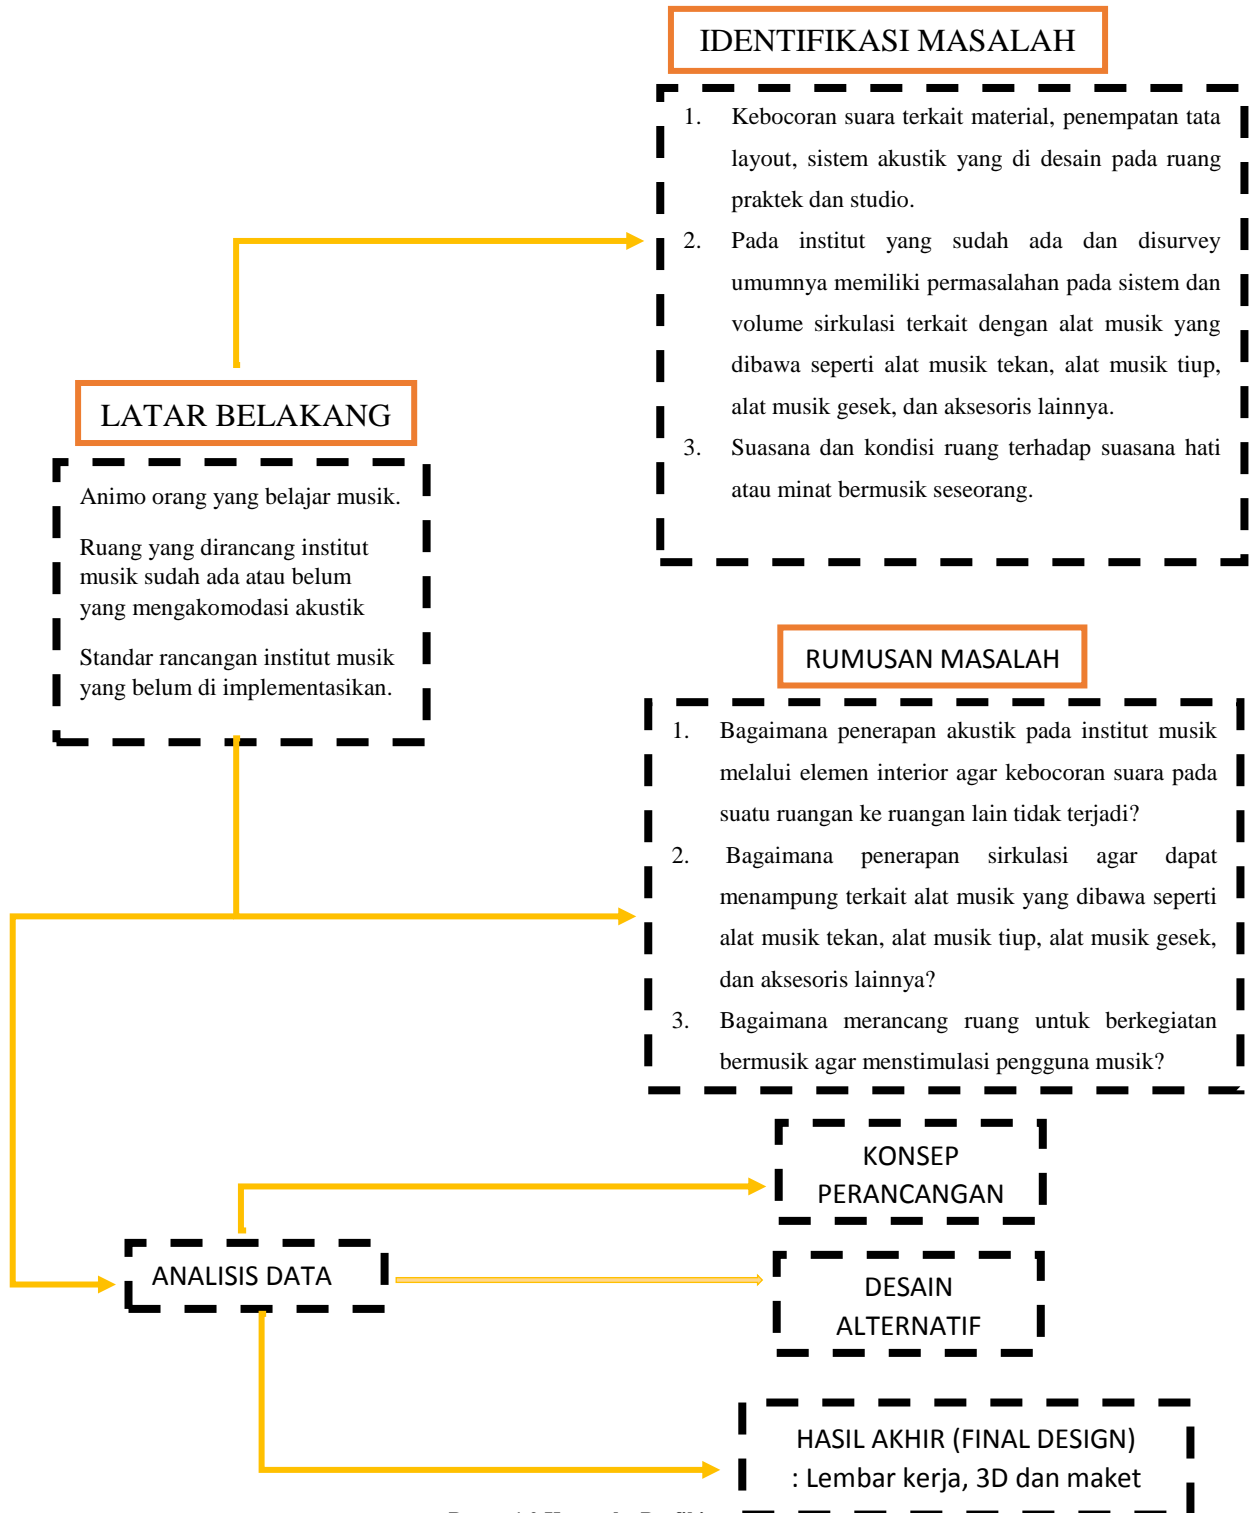 IDENTIFIKASI MASALAH
1. Kebocoran suara terkait material, penempatan tata
layout, sistem akustik yang di desain pada ruang
praktek dan studio.
2. Pada institut yang sudah ada dan disurvey
umumnya memiliki permasalahan pada sistem dan
volume sirkulasi terkait dengan alat musik yang
dibawa seperti alat musik tekan, alat musik tiup,
alat musik gesek, dan aksesoris lainnya.
3. Suasana dan kondisi ruang terhadap suasana hati
atau minat bermusik seseorang.
LATAR BELAKANG
Animo orang yang belajar musik.
Ruang yang dirancang institut
musik sudah ada atau belum
yang mengakomodasi akustik
Standar rancangan institut musik
yang belum di implementasikan.
RUMUSAN MASALAH
1. Bagaimana penerapan akustik pada institut musik
melalui elemen interior agar kebocoran suara pada
suatu ruangan ke ruangan lain tidak terjadi?
2. Bagaimana penerapan sirkulasi agar dapat
menampung terkait alat musik yang dibawa seperti
alat musik tekan, alat musik tiup, alat musik gesek,
dan aksesoris lainnya?
3. Bagaimana merancang ruang untuk berkegiatan
bermusik agar menstimulasi pengguna musik?
KONSEP
PERANCANGAN
ANALISIS DATA
DESAIN
ALTERNATIF
HASIL AKHIR (FINAL DESIGN)
: Lembar kerja, 3D dan maket